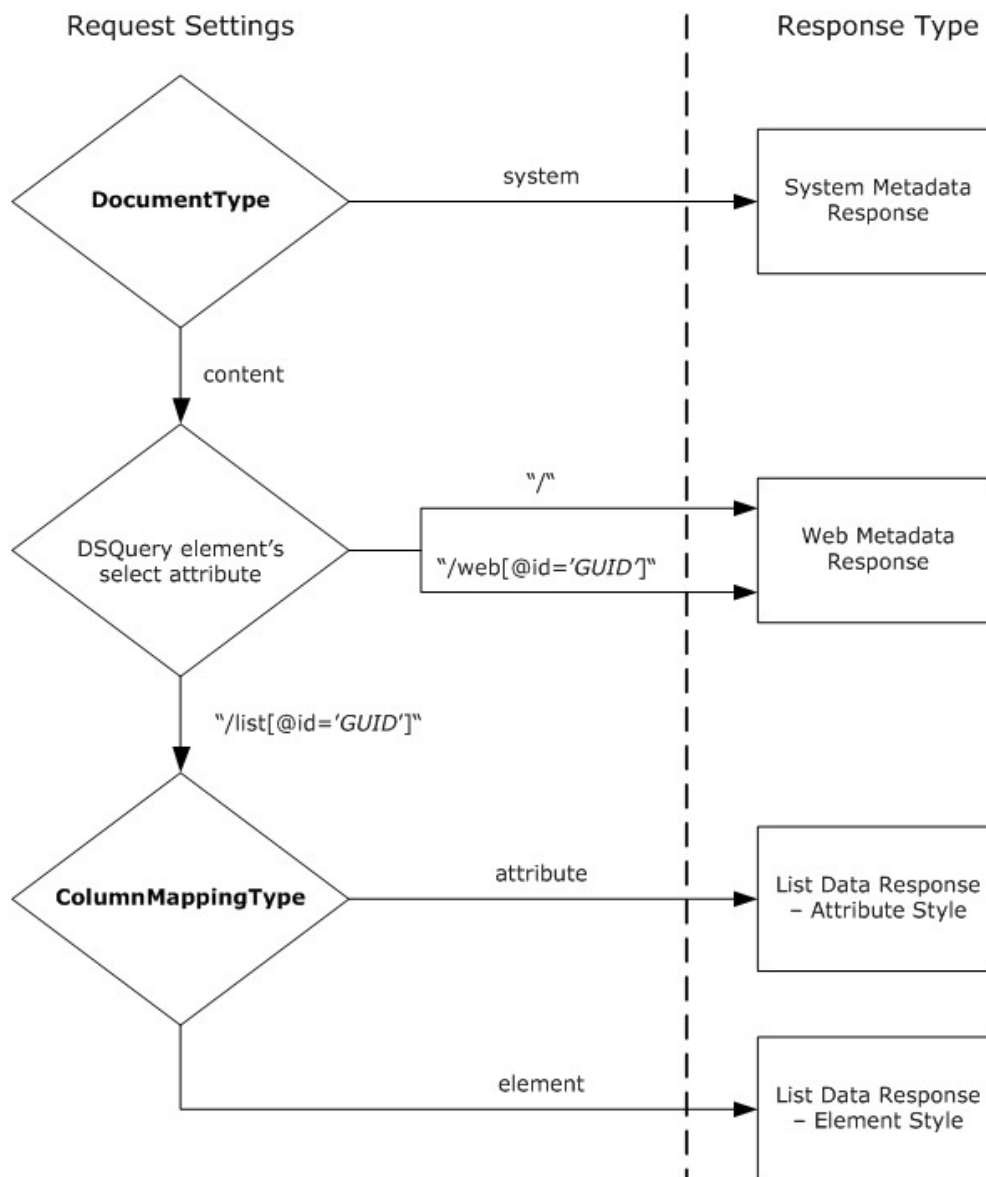 Request Settings
Response Type
DocumentType
system
System Metadata
Response
content
DSQuery element's
select attribute
“/“
“/web[@id=’GUID’]“
Web Metadata
Response
“/list[@id=’GUID’]“
ColumnMappingType
attribute
List Data Response
– Attribute Style
element
List Data Response
– Element Style